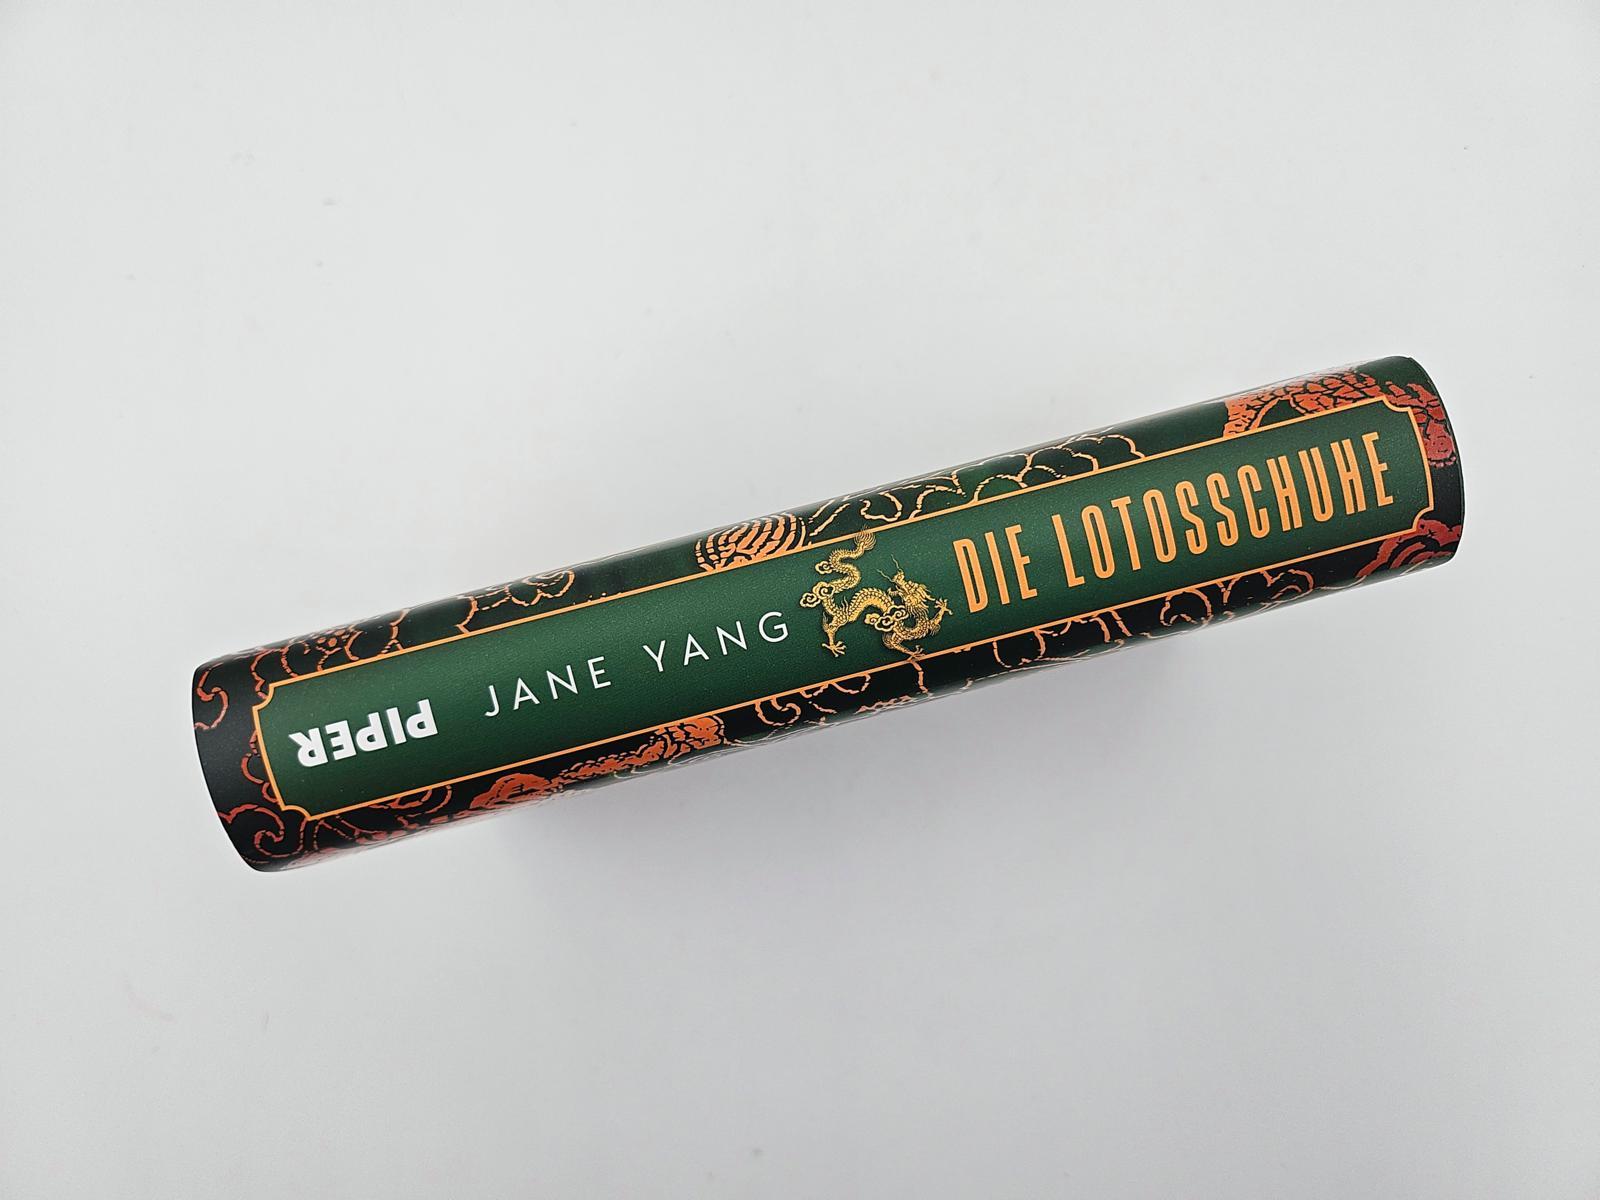 PIPER
JANE YANG
DIE LOTOSSCHUHE